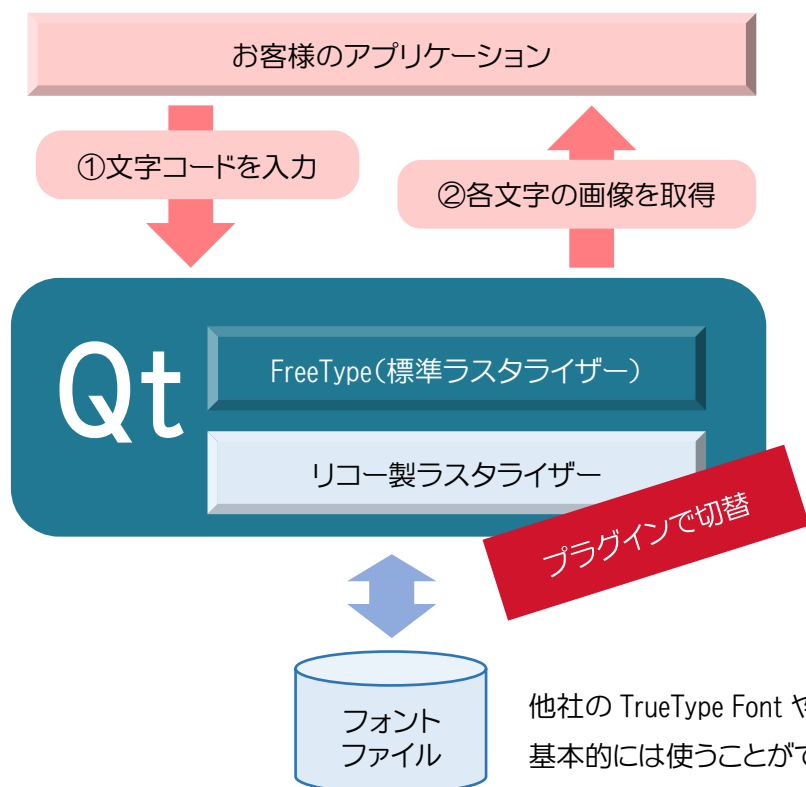 お客様のアプリケーション
①文字コードを入力
②各文字の画像を取得
Qt
FreeType(標準ラスタライザー)
リコー製ラスタライザー
プラグインで切替
フォント
ファイル
他社の TrueType Font や
基本的には使うことがで